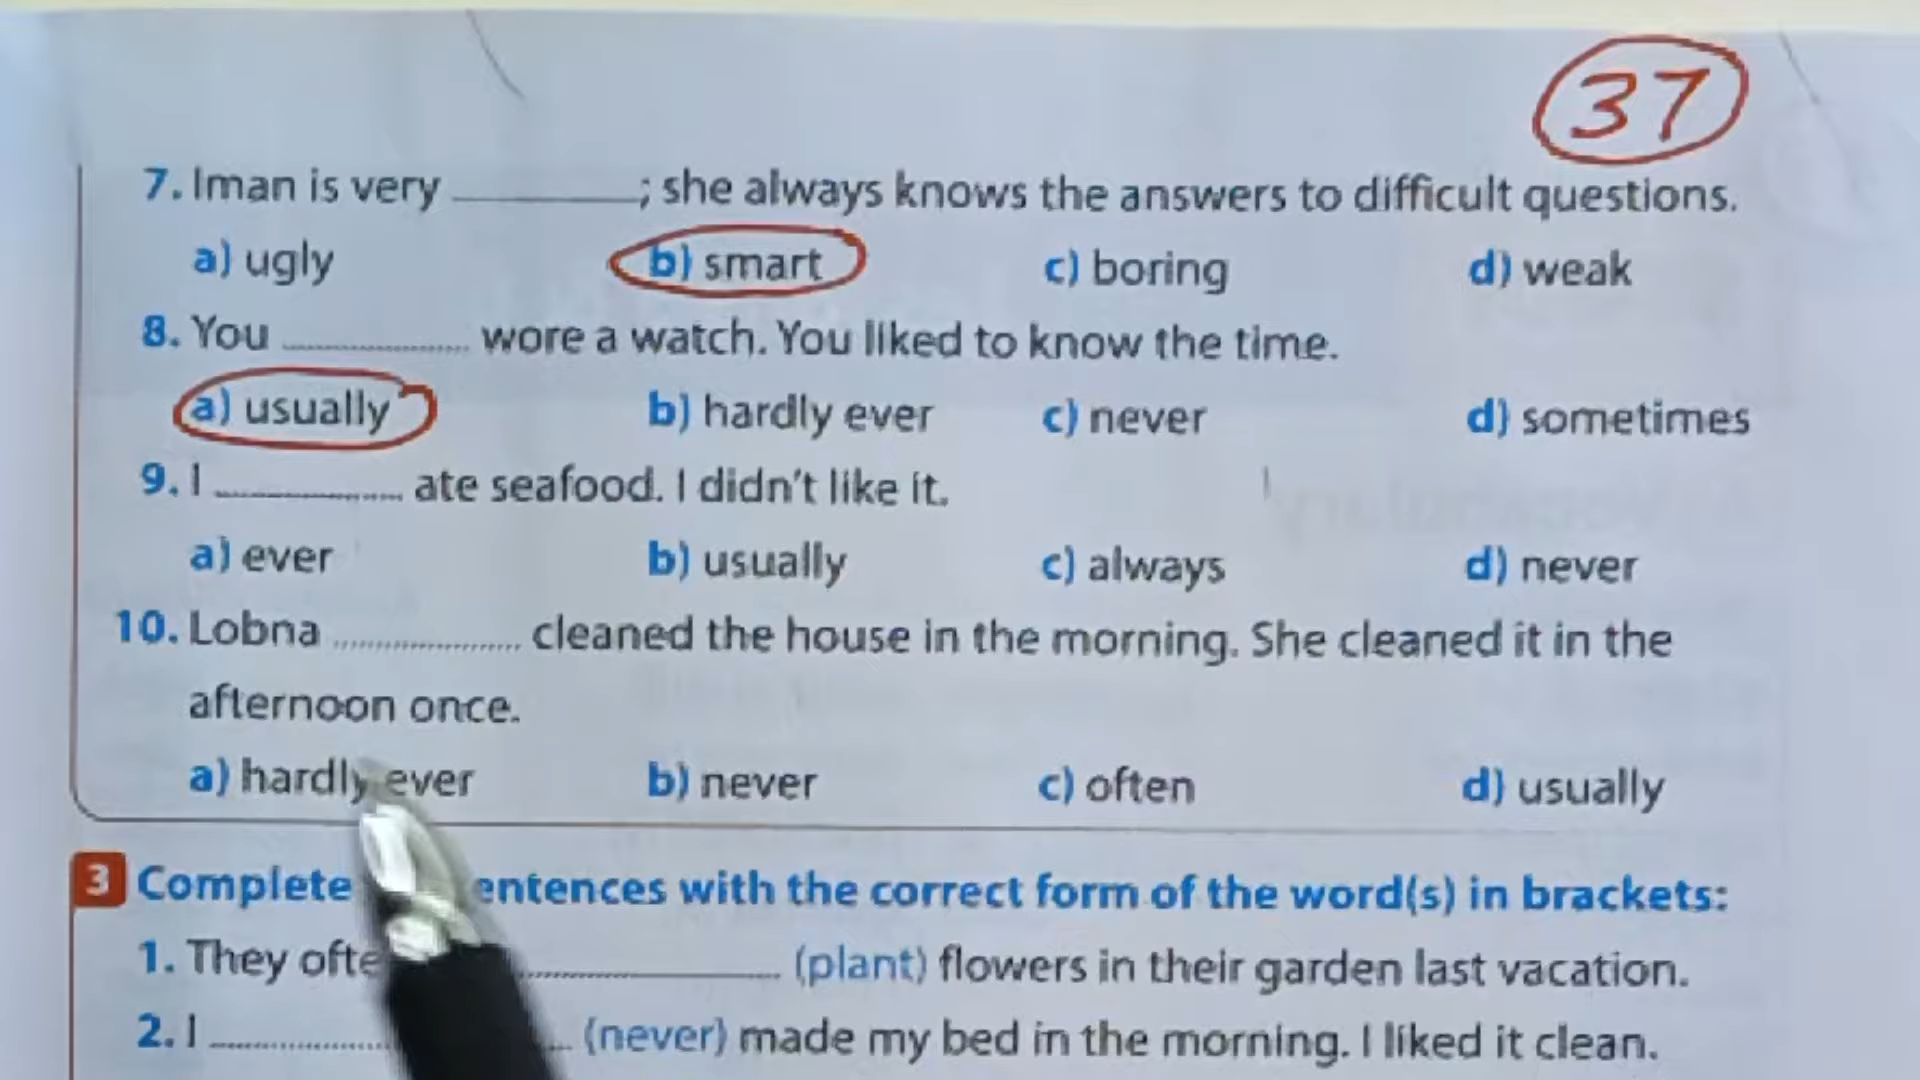 37
7. Iman is very ; she always knows the answers to difficult questions.
a) ugly b) smart c) boring d) weak
8. You wore a watch. You liked to know the time.
a) usually b) hardly ever c) never d) sometimes
9. I ate seafood. I didn't like it.
a) ever b) usually c) always d) never
10. Lobna cleaned the house in the morning. She cleaned it in the
afternoon once.
a) hardly ever b) never c) often d) usually
3 Complete entences with the correct form of the word(s) in brackets:
1. They ofte (plant) flowers in their garden last vacation.
2. I (never) made my bed in the morning. I liked it clean.